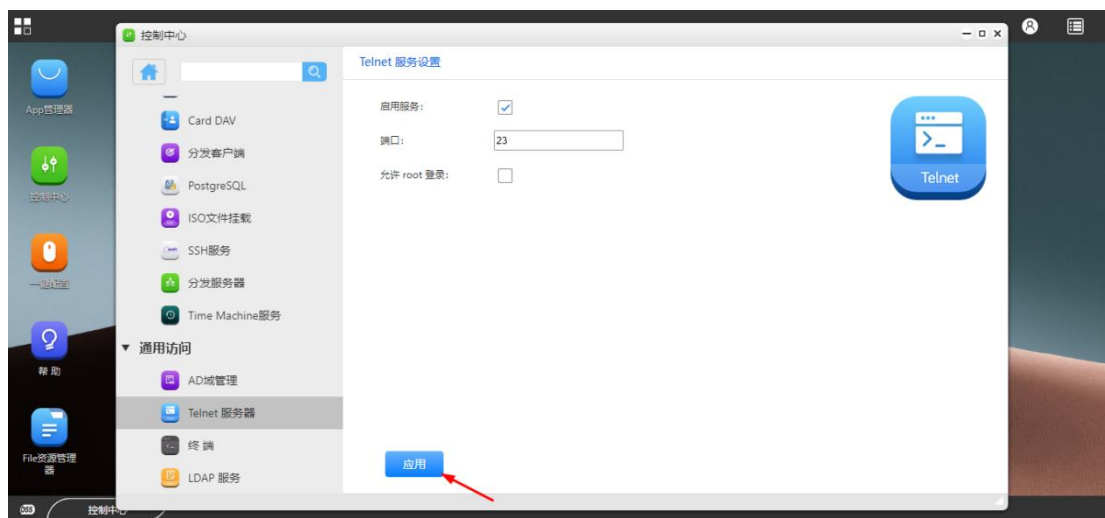 控制中心
Telnet 服务设置
App管理器
控制中心
一键配置
帮 助
File资源管理
器
Card DAV
分发客户端
PostgreSQL
ISO文件挂载
SSH服务
分发服务器
Time Machine服务
通用访问
AD域管理
Telnet 服务器
终 端
LDAP 服务
启用服务:
端口:
23
允许 root 登录:
Telnet
应用
控制中心